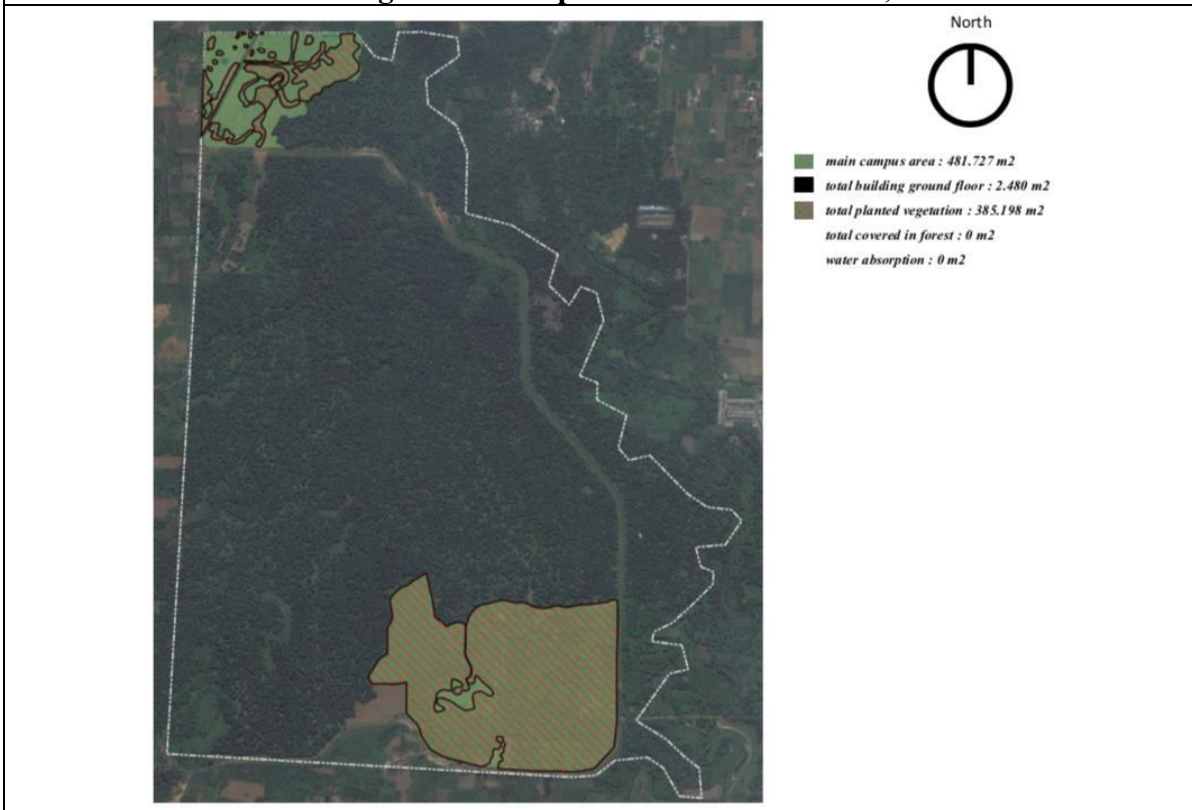 North
main campus area : 481.727 m2
total building ground floor : 2.480 m2
total planted vegetation : 385.198 m2
total covered in forest : 0 m2
water absorption : 0 m2